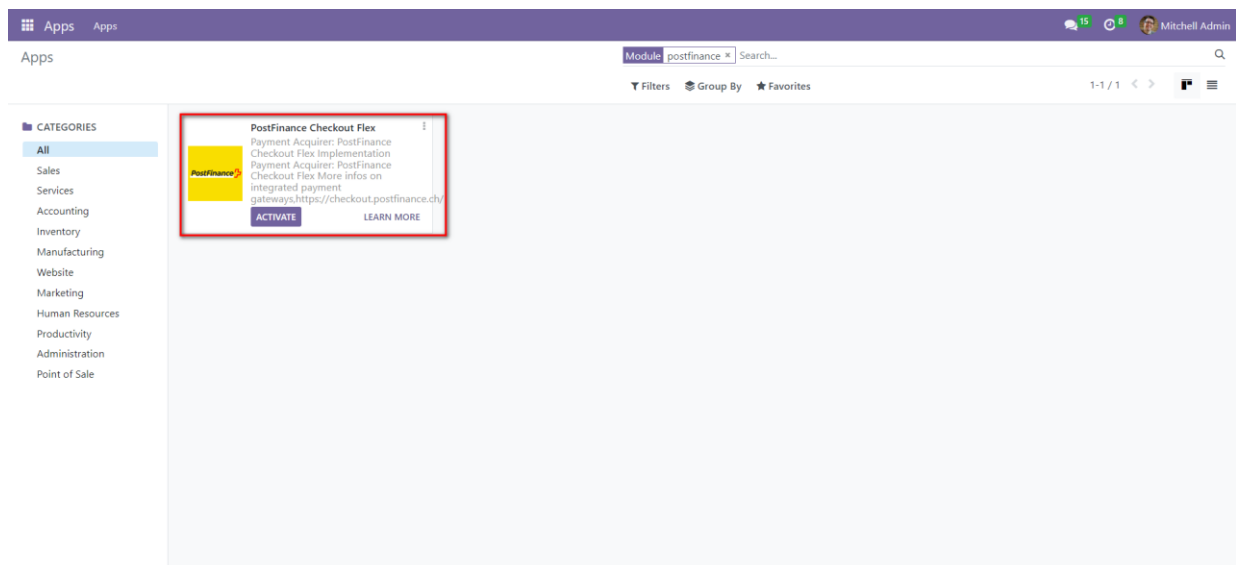 Apps Apps 15 8 Mitchell Admin
Apps
Module postfinance × Search...
Filters Group By Favorites 1-1 / 1
CATEGORIES
All
Sales
Services
Accounting
Inventory
Manufacturing
Website
Marketing
Human Resources
Productivity
Administration
Point of Sale
PostFinance
PostFinance Checkout Flex
Payment Acquirer: PostFinance
Checkout Flex Implementation
Payment Acquirer: PostFinance
Checkout Flex More infos on
integrated payment
gateways,https://checkout.postfinance.ch/
ACTIVATE LEARN MORE